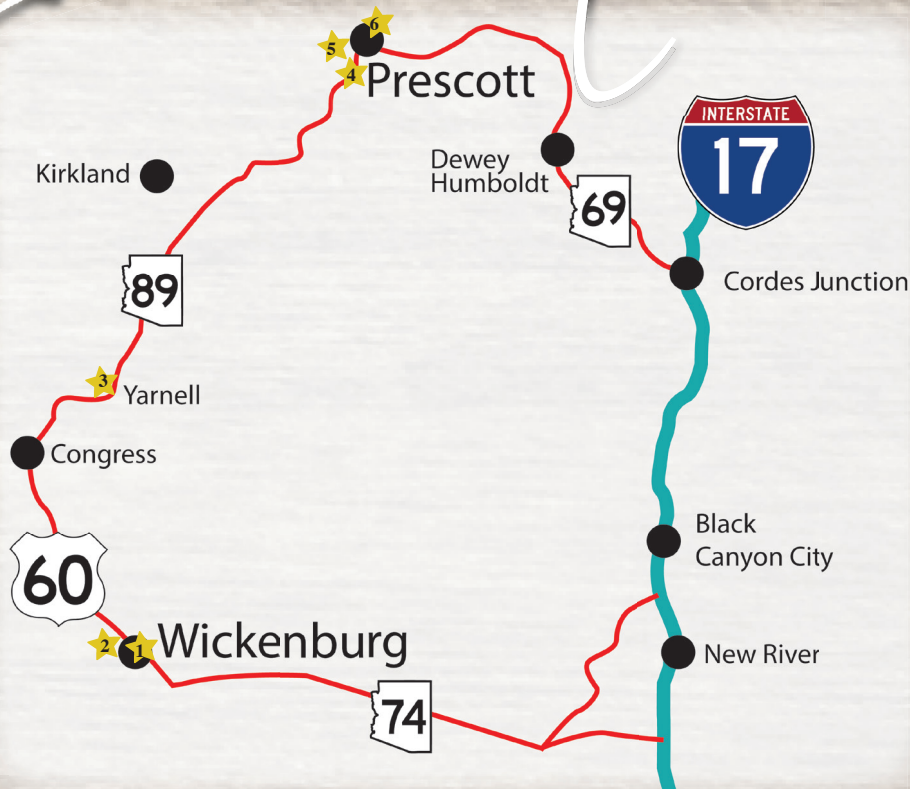 6
5
4
Prescott
INTERSTATE
17
Kirkland
Dewey
Humboldt
69
Cordes Junction
89
3
Yarnell
Congress
Black
Canyon City
60
2
1
Wickenburg
New River
74